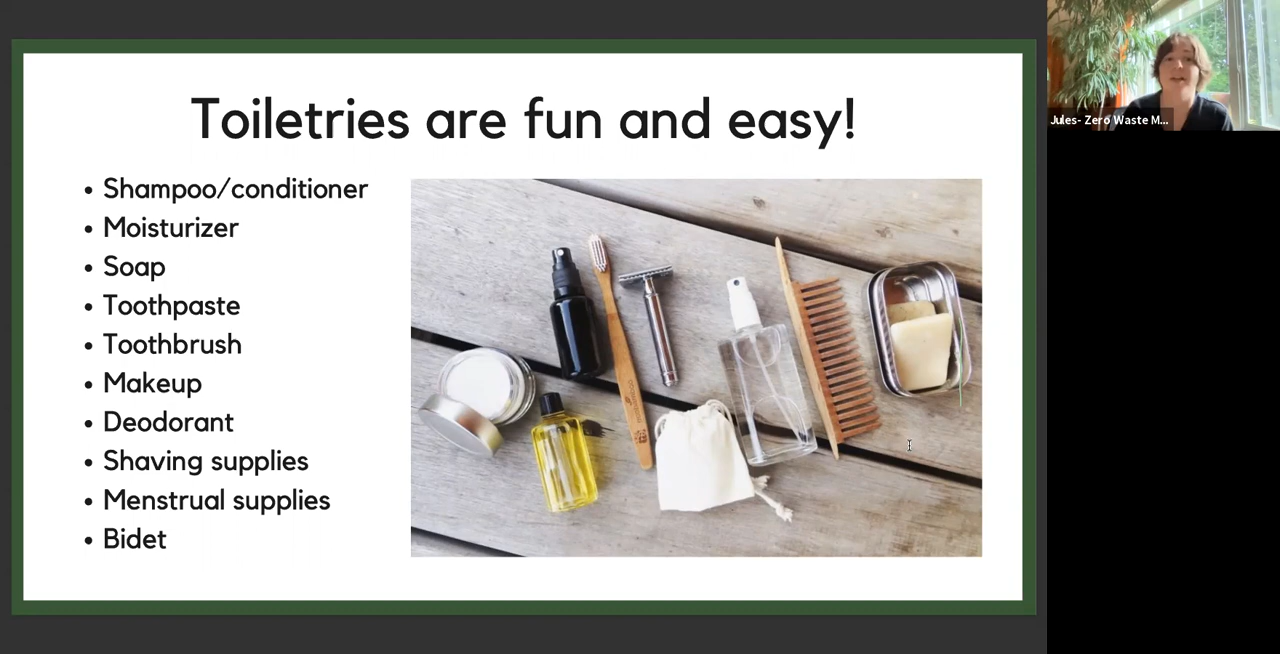 Toiletries are fun and easy!
• Shampoo/conditioner
• Moisturizer
• Soap
• Toothpaste
• Toothbrush
• Makeup
• Deodorant
• Shaving supplies
• Menstrual supplies
• Bidet
Jules- Zero Waste M...